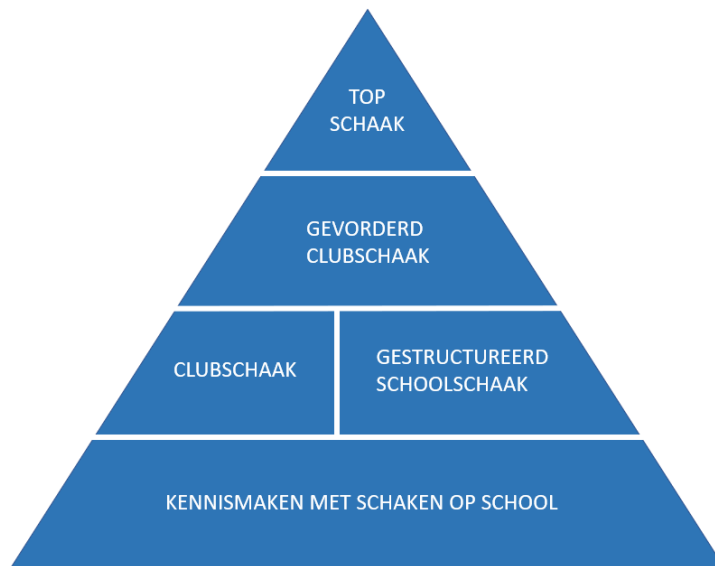 TOP
SCHAAK
GEVORDERD
CLUBSCHAAK
CLUBSCHAAK
GESTRUCTUREERD
SCHOOLSCHAAK
KENNISMAKEN MET SCHAKEN OP SCHOOL